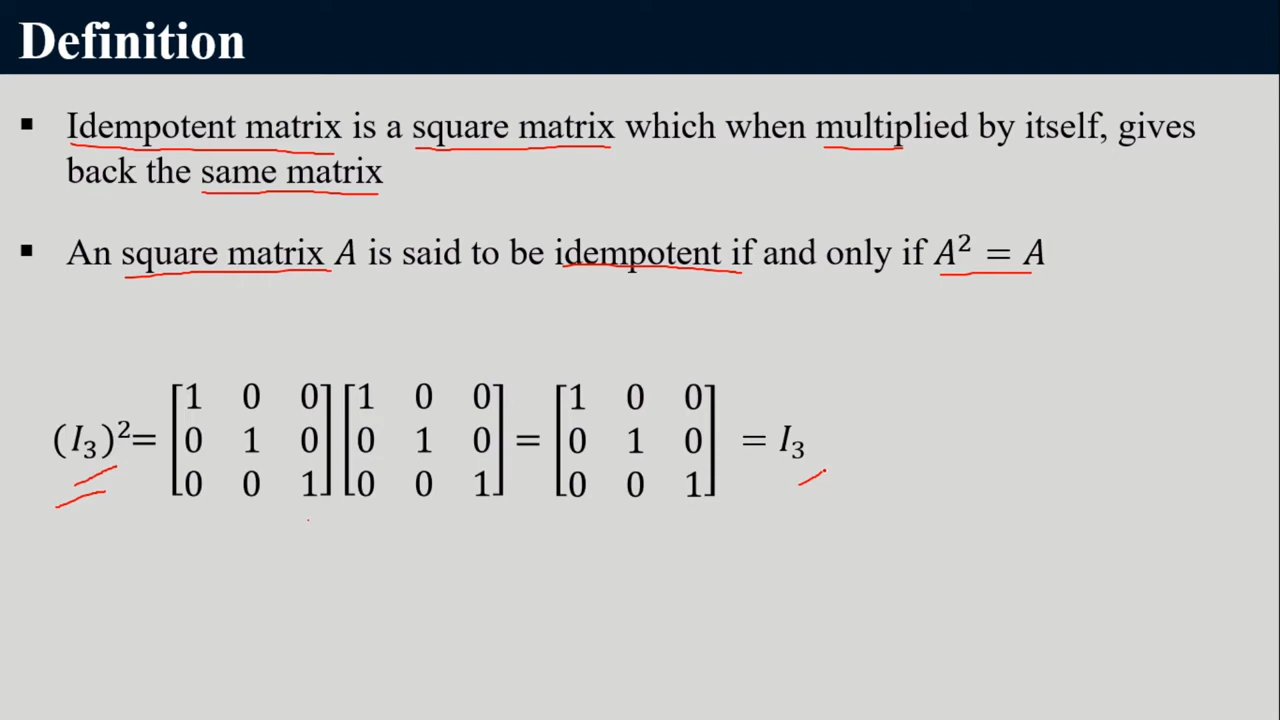 Definition
▪ Idempotent matrix is a square matrix which when multiplied by itself, gives
back the same matrix
▪ An square matrix A is said to be idempotent if and only if A² = A
(I₃)²= [1 0 0; 0 1 0; 0 0 1] [1 0 0; 0 1 0; 0 0 1] = [1 0 0; 0 1 0; 0 0 1] = I₃